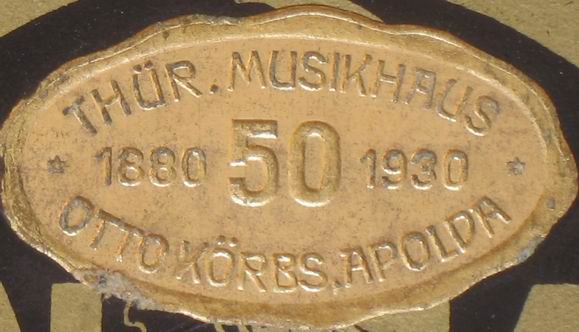 THÜR. MUSIKHAUS
1880 50 1930
OTTO KÖRBS, APOLDA